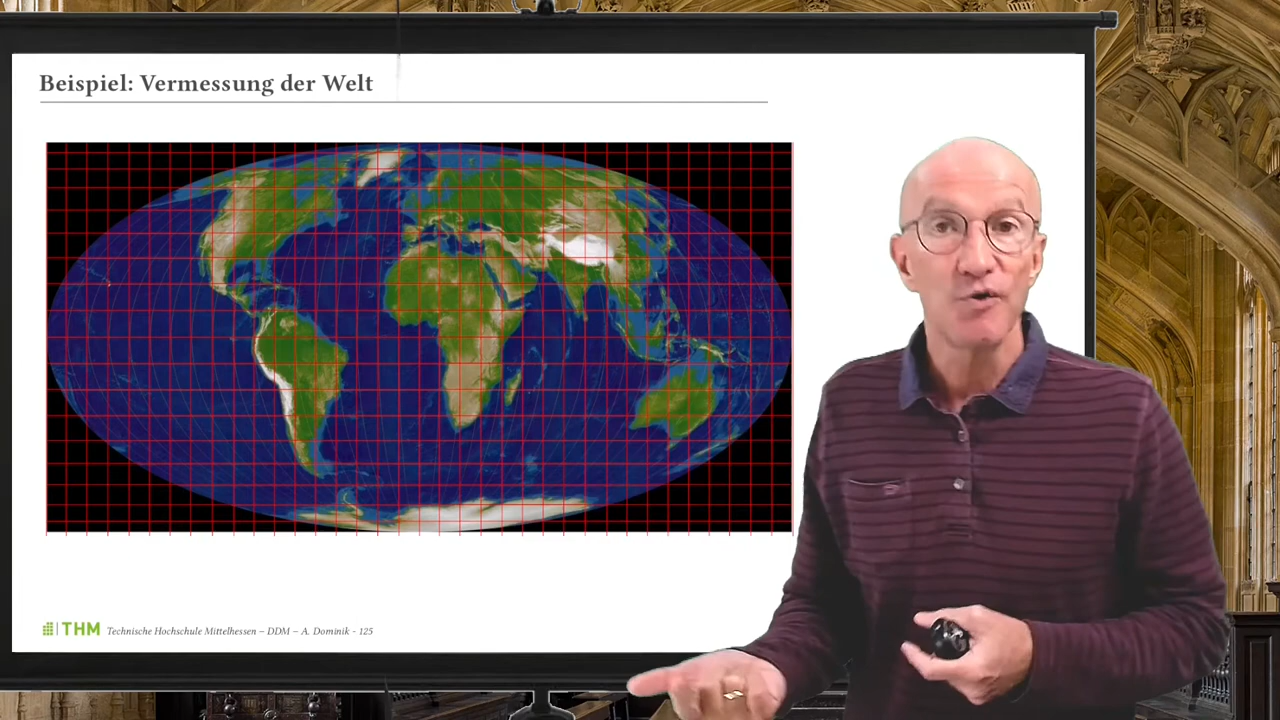 Beispiel: Vermessung der Welt
THM Technische Hochschule Mittelhessen – DDM – A. Dominik - 125